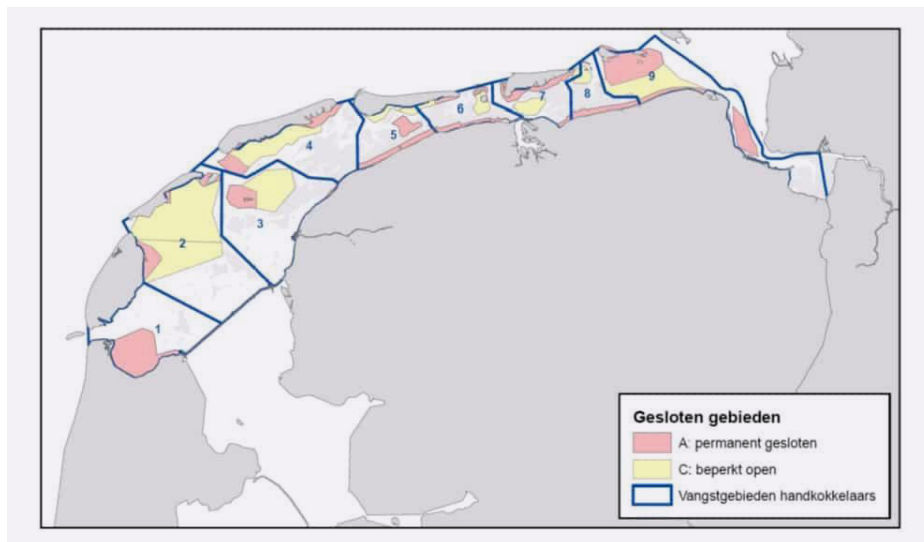 9
7
8
6
5
4
3
2
1
Gesloten gebieden
A: permanent gesloten
C: beperkt open
Vangstgebieden handkokkelaars